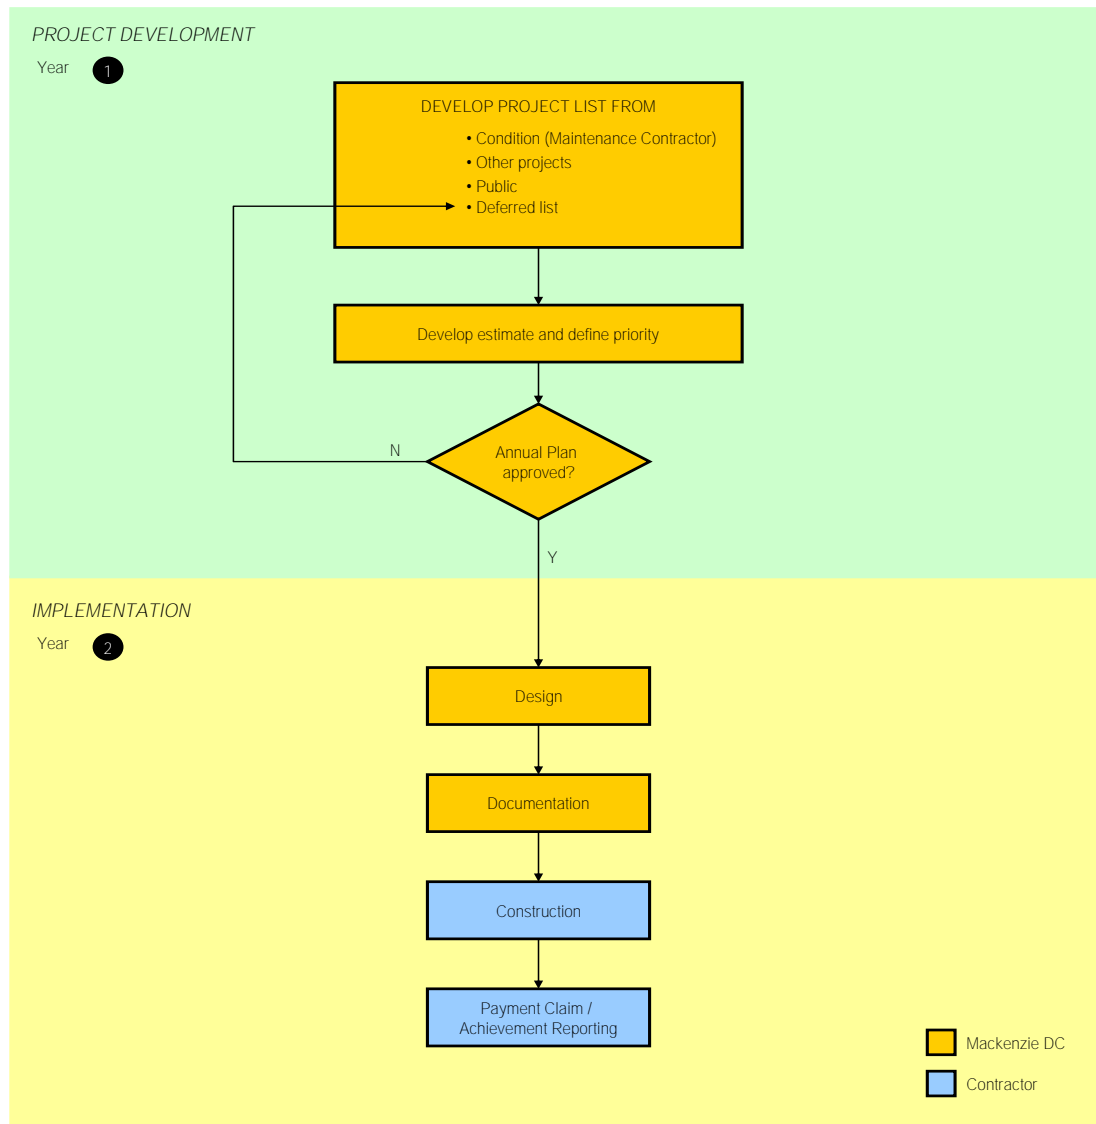 PROJECT DEVELOPMENT
Year 1
DEVELOP PROJECT LIST FROM
• Condition (Maintenance Contractor)
• Other projects
• Public
• Deferred list
Develop estimate and define priority
N
Annual Plan
approved?
Y
IMPLEMENTATION
Year 2
Design
Documentation
Construction
Payment Claim /
Achievement Reporting
Mackenzie DC
Contractor